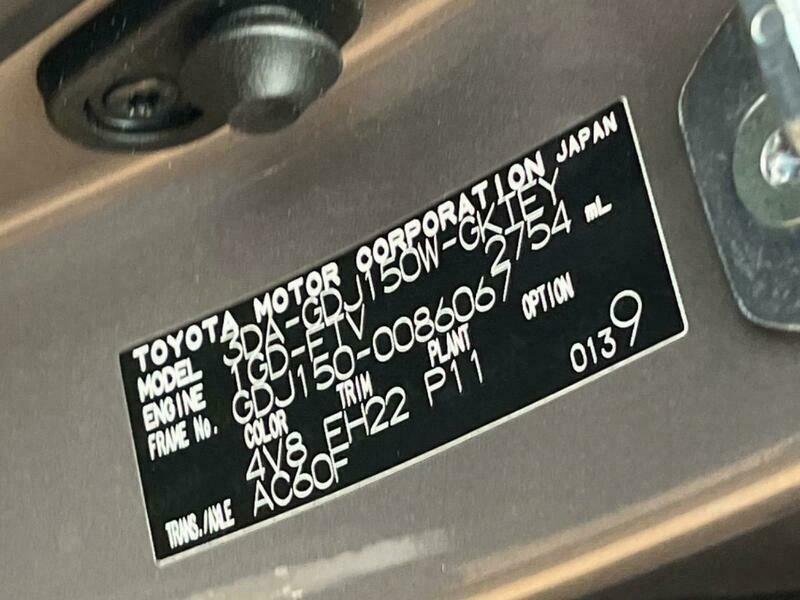 TOYOTA MOTOR CORPORATION JAPAN
MODEL 3DA-GDJ150W-GKTEY
ENGINE 1GD-FTV 2754 mL
FRAME No. GDJ150-0086067
COLOR TRIM PLANT OPTION
4V8 FH22 P11 0139
TRANS./AXLE AC60F